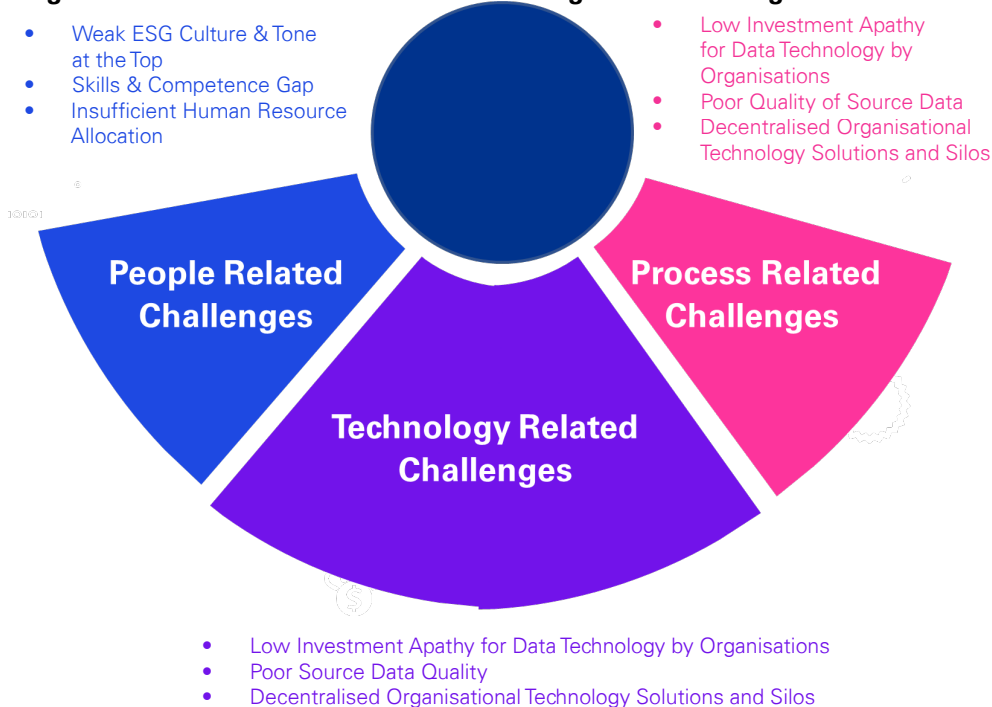 • Weak ESG Culture & Tone
at the Top
• Skills & Competence Gap
• Insufficient Human Resource
Allocation
• Low Investment Apathy
for Data Technology by
Organisations
• Poor Quality of Source Data
• Decentralised Organisational
Technology Solutions and Silos
People Related
Challenges
Process Related
Challenges
Technology Related
Challenges
• Low Investment Apathy for Data Technology by Organisations
• Poor Source Data Quality
• Decentralised Organisational Technology Solutions and Silos